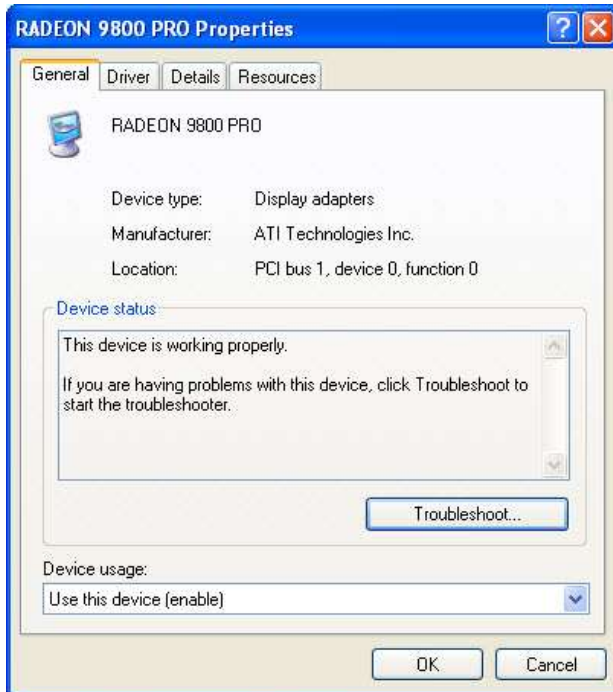 RADEON 9800 PRO Properties
General Driver Details Resources
RADEON 9800 PRO
Device type: Display adapters
Manufacturer: ATI Technologies Inc.
Location: PCI bus 1, device 0, function 0
Device status
This device is working properly.
If you are having problems with this device, click Troubleshoot to
start the troubleshooter.
Troubleshoot...
Device usage:
Use this device (enable)
OK Cancel